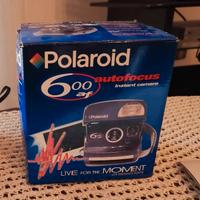 Polaroid
600 autofocus
af instant camera
LIVE FOR THE MOMENT